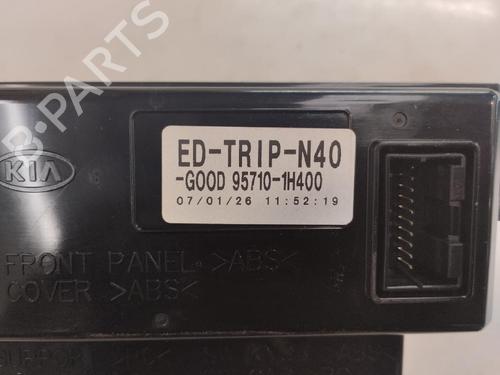 B-PARTS
KIA
ED-TRIP-N40
-GOOD 95710-1H400
07/01/26 11:52:19
FRONT PANEL >ABS<
COVER >ABS<